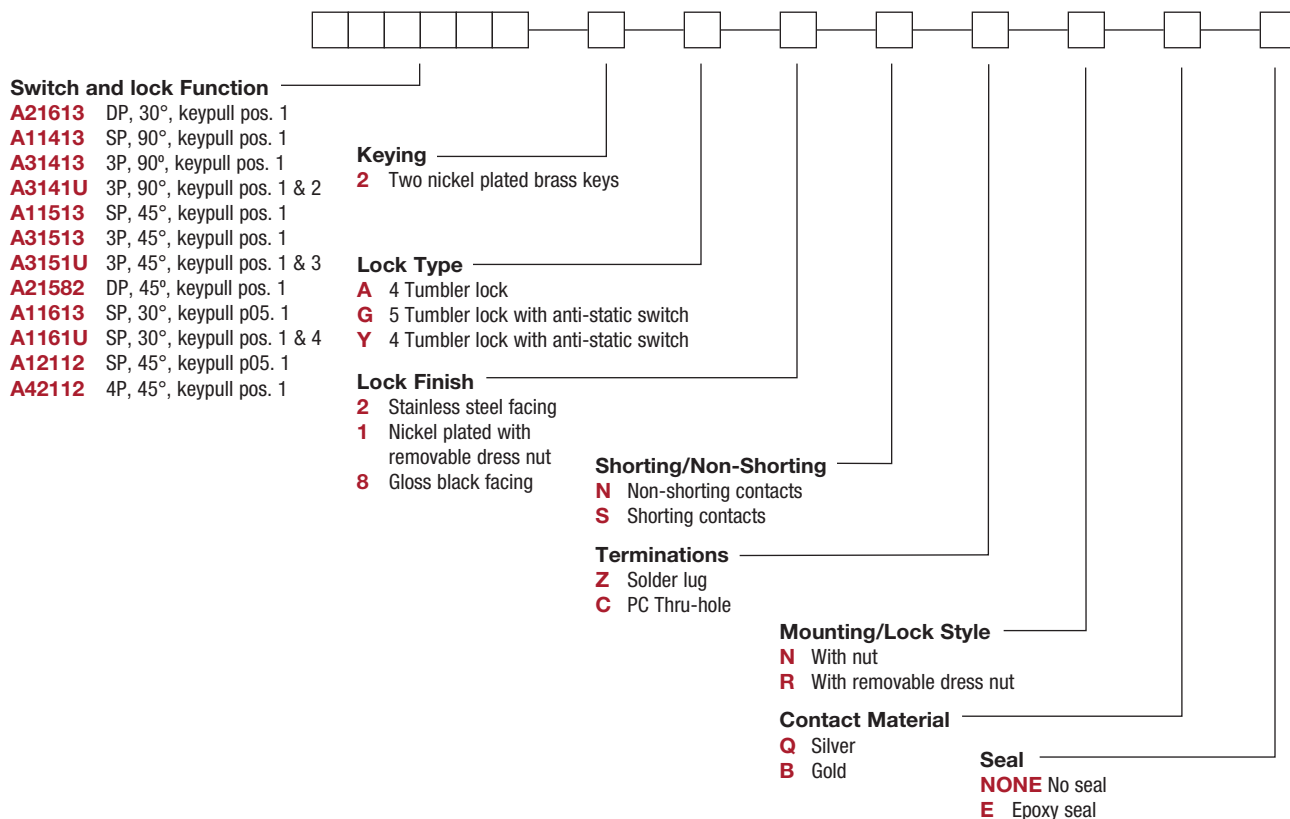 Switch and lock Function
A21613 DP, 30°, keypull pos. 1
A11413 SP, 90°, keypull pos. 1
A31413 3P, 90º, keypull pos. 1
A3141U 3P, 90°, keypull pos. 1 & 2
A11513 SP, 45°, keypull pos. 1
A31513 3P, 45°, keypull pos. 1
A3151U 3P, 45°, keypull pos. 1 & 3
A21582 DP, 45º, keypull pos. 1
A11613 SP, 30°, keypull p05. 1
A1161U SP, 30°, keypull pos. 1 & 4
A12112 SP, 45°, keypull p05. 1
A42112 4P, 45°, keypull pos. 1
Keying
2 Two nickel plated brass keys
Lock Type
A 4 Tumbler lock
G 5 Tumbler lock with anti-static switch
Y 4 Tumbler lock with anti-static switch
Lock Finish
2 Stainless steel facing
1 Nickel plated with
removable dress nut
8 Gloss black facing
Shorting/Non-Shorting
N Non-shorting contacts
S Shorting contacts
Terminations
Z Solder lug
C PC Thru-hole
Mounting/Lock Style
N With nut
R With removable dress nut
Contact Material
Q Silver
B Gold
Seal
NONE No seal
E Epoxy seal